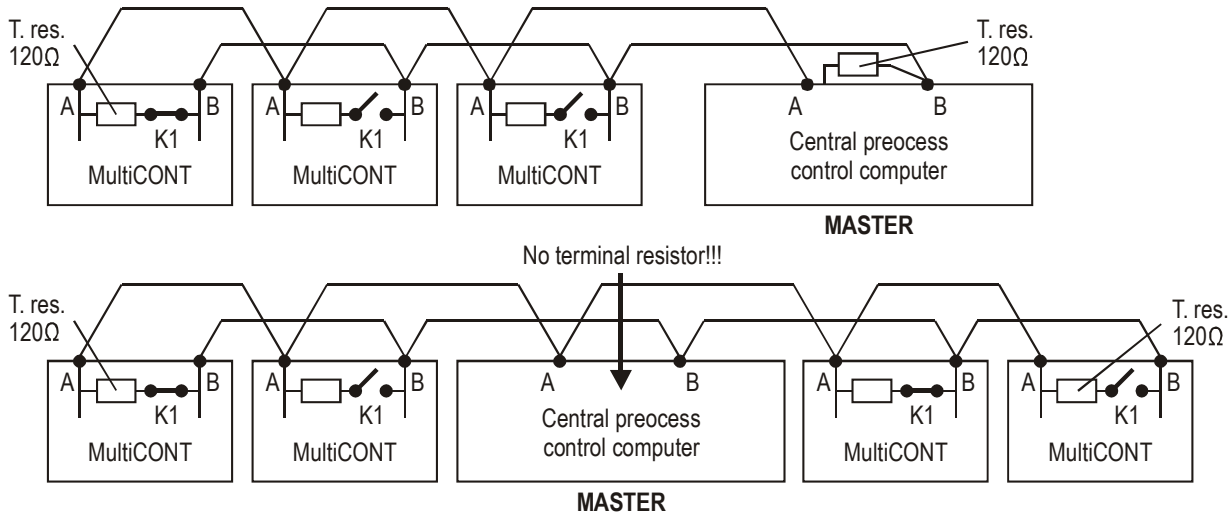 T. res.
120Ω
T. res.
120Ω
A B A B A B A B
K1 K1 K1
MultiCONT MultiCONT MultiCONT
Central preocess
control computer
MASTER
No terminal resistor!!!
T. res.
120Ω
T. res.
120Ω
A B A B A B A B A B
K1 K1 K1 K1
MultiCONT MultiCONT MultiCONT MultiCONT
Central preocess
control computer
MASTER